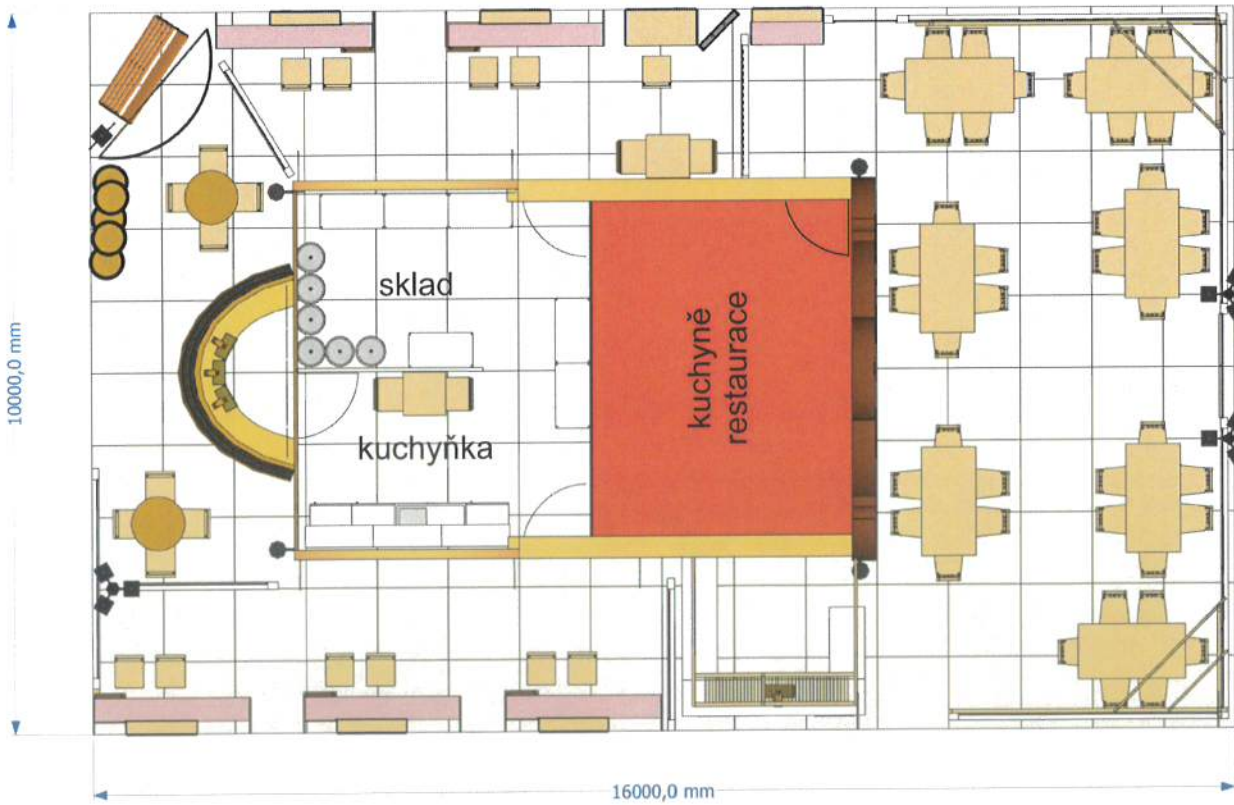 10000,0 mm
sklad
kuchyňka
kuchyně
restaurace
16000,0 mm